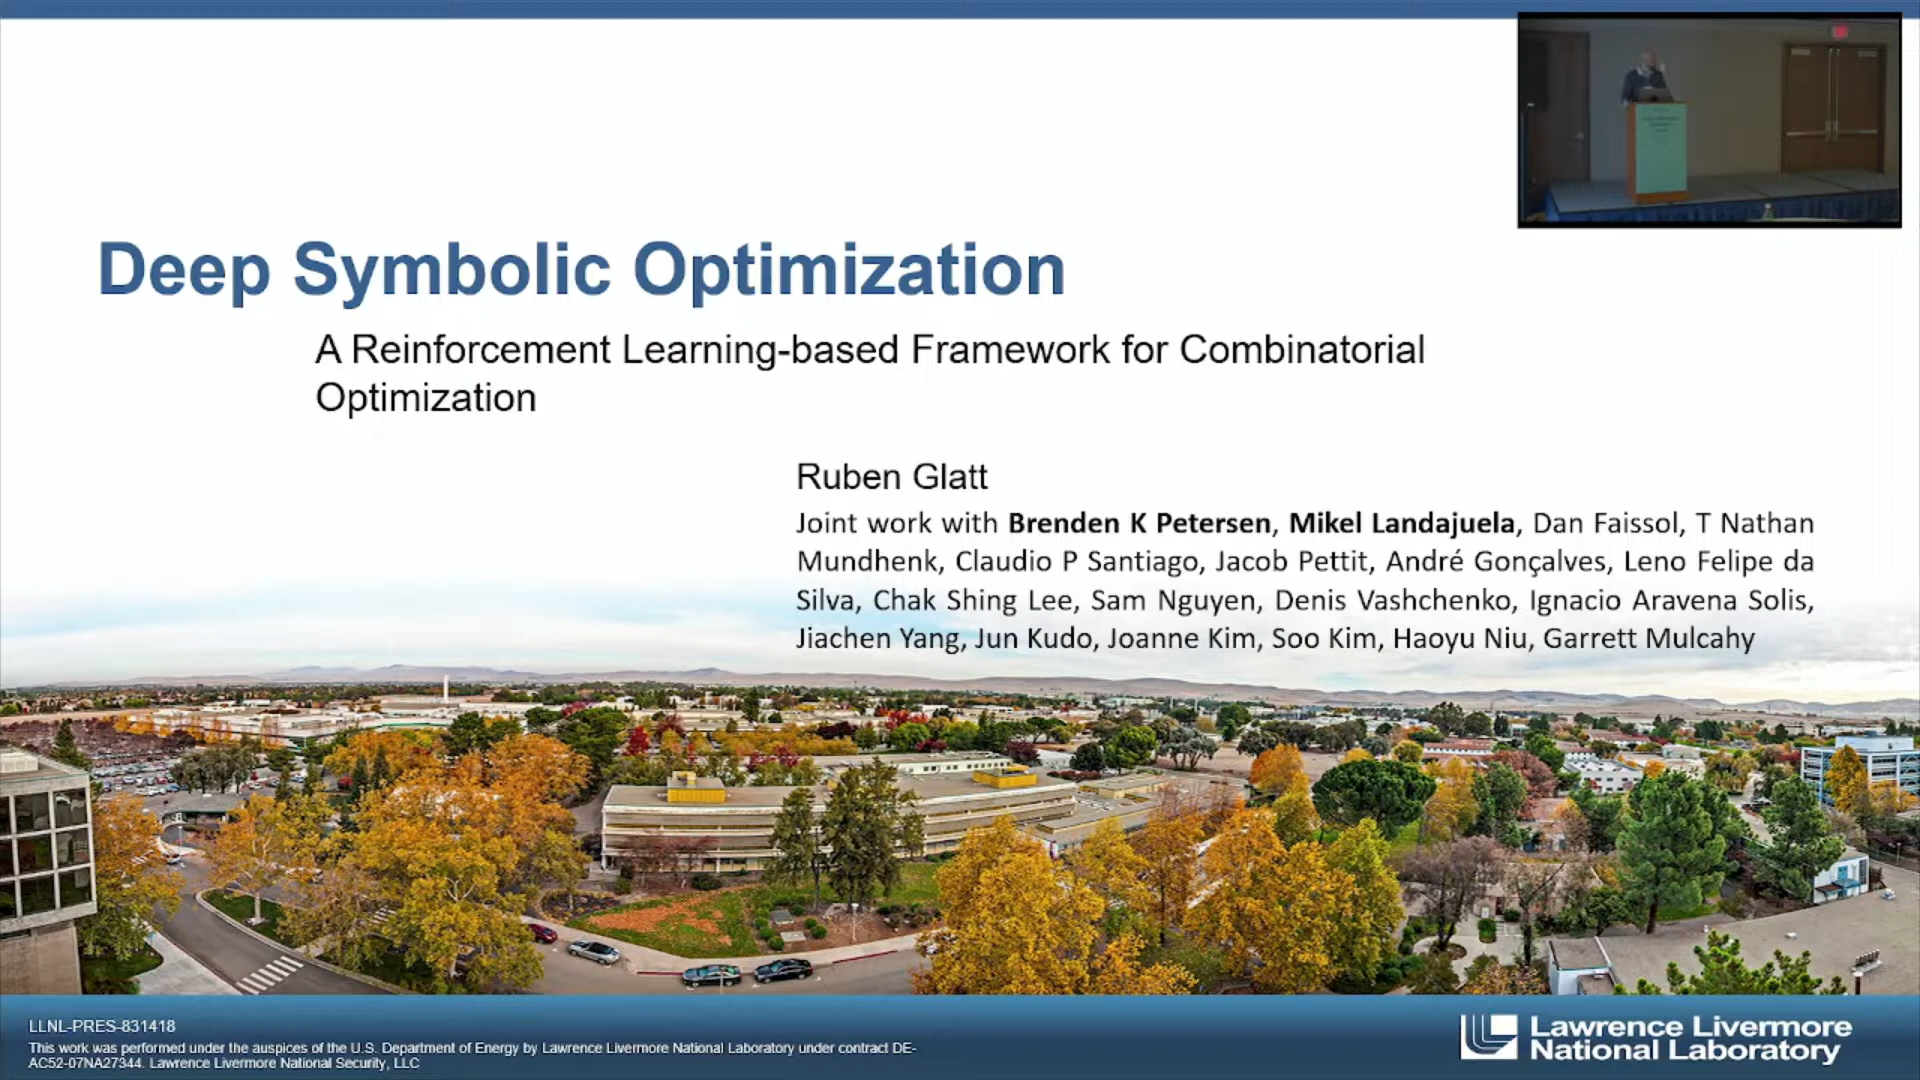 Deep Symbolic Optimization
A Reinforcement Learning-based Framework for Combinatorial
Optimization
Ruben Glatt
Joint work with Brenden K Petersen, Mikel Landajuela, Dan Faissol, T Nathan
Mundhenk, Claudio P Santiago, Jacob Pettit, André Gonçalves, Leno Felipe da
Silva, Chak Shing Lee, Sam Nguyen, Denis Vashchenko, Ignacio Aravena Solis,
Jiachen Yang, Jun Kudo, Joanne Kim, Soo Kim, Haoyu Niu, Garrett Mulcahy
LLNL-PRES-831418
This work was performed under the auspices of the U.S. Department of Energy by Lawrence Livermore National Laboratory under contract DE-
AC52-07NA27344. Lawrence Livermore National Security, LLC
Lawrence Livermore
National Laboratory